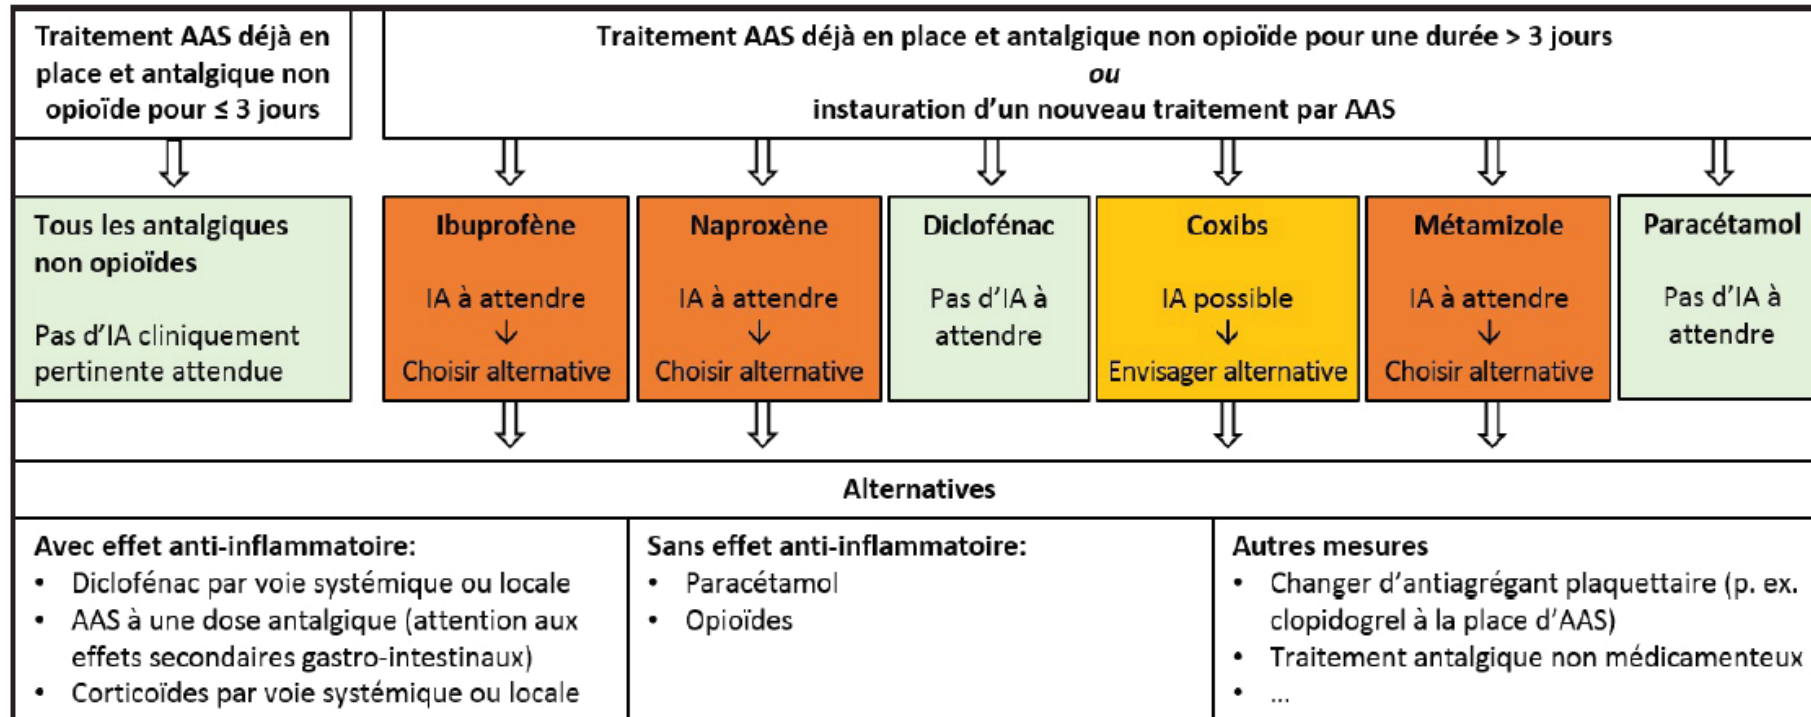 Traitement AAS déjà en
place et antalgique non
opioïde pour ≤ 3 jours
Traitement AAS déjà en place et antalgique non opioïde pour une durée > 3 jours
ou
instauration d'un nouveau traitement par AAS
Tous les antalgiques
non opioïdes
Pas d'IA cliniquement
pertinente attendue
Ibuprofène
IA à attendre
↓
Choisir alternative
Naproxène
IA à attendre
↓
Choisir alternative
Diclofénac
Pas d'IA à
attendre
Coxibs
IA possible
↓
Envisager alternative
Métamizole
IA à attendre
↓
Choisir alternative
Paracétamol
Pas d'IA à
attendre
Alternatives
Avec effet anti-inflammatoire:
• Diclofénac par voie systémique ou locale
• AAS à une dose antalgique (attention aux
effets secondaires gastro-intestinaux)
• Corticoïdes par voie systémique ou locale
Sans effet anti-inflammatoire:
• Paracétamol
• Opioïdes
Autres mesures
• Changer d'antiagrégant plaquettaire (p. ex.
clopidogrel à la place d'AAS)
• Traitement antalgique non médicamenteux
• ...